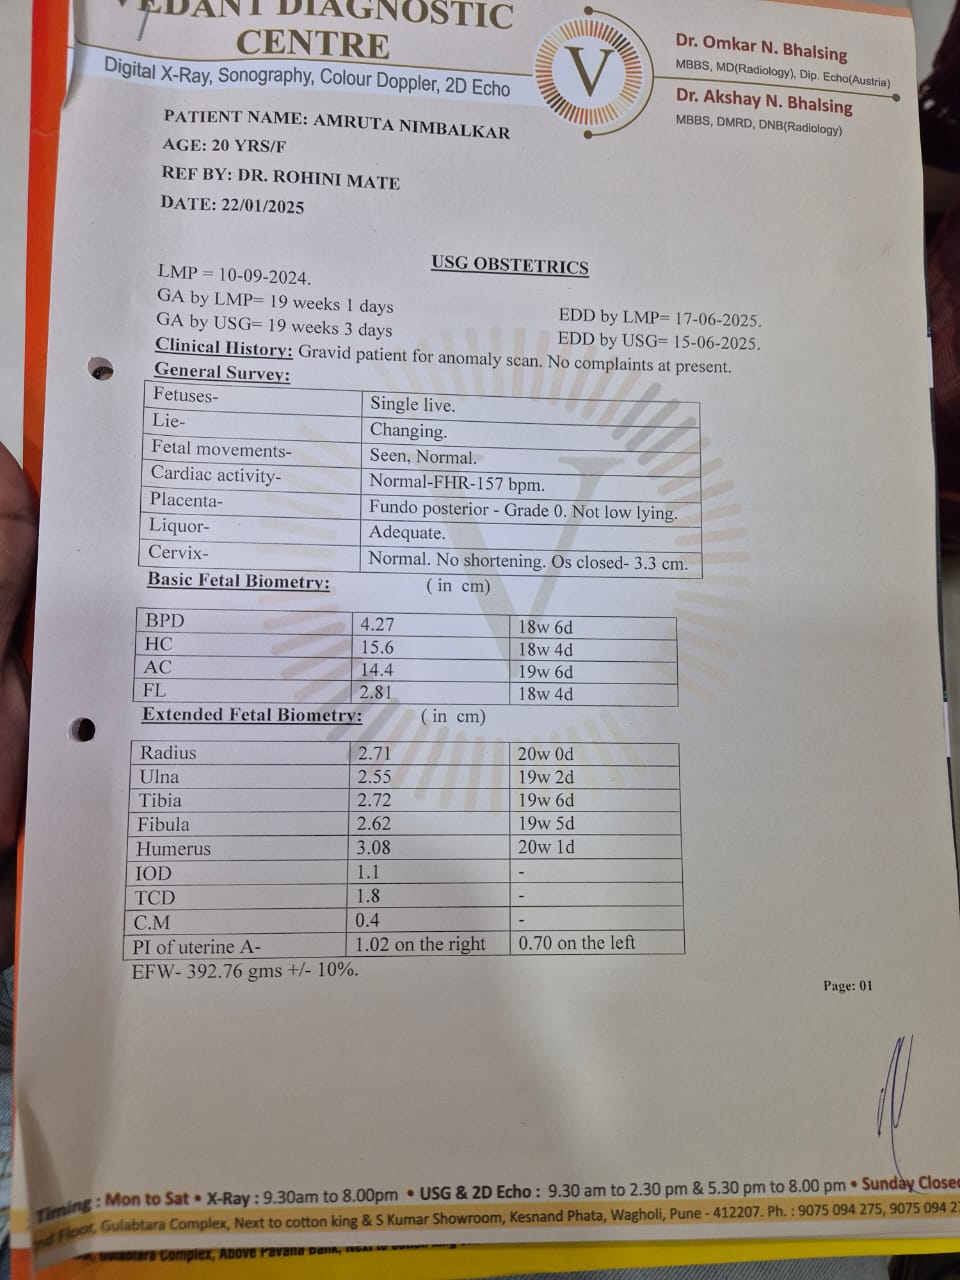 VEDANT DIAGNOSTIC
CENTRE
Digital X-Ray, Sonography, Colour Doppler, 2D Echo
V
Dr. Omkar N. Bhalsing
MBBS, MD(Radiology), Dip. Echo(Austria)
Dr. Akshay N. Bhalsing
MBBS, DMRD, DNB(Radiology)
PATIENT NAME: AMRUTA NIMBALKAR
AGE: 20 YRS/F
REF BY: DR. ROHINI MATE
DATE: 22/01/2025
USG OBSTETRICS
LMP = 10-09-2024.
GA by LMP= 19 weeks 1 days EDD by LMP= 17-06-2025.
GA by USG= 19 weeks 3 days EDD by USG= 15-06-2025.
Clinical History: Gravid patient for anomaly scan. No complaints at present.
General Survey:
Fetuses- Single live.
Lie- Changing.
Fetal movements- Seen, Normal.
Cardiac activity- Normal-FHR-157 bpm.
Placenta- Fundo posterior - Grade 0. Not low lying.
Liquor- Adequate.
Cervix- Normal. No shortening. Os closed- 3.3 cm.
Basic Fetal Biometry: ( in cm)
BPD 4.27 18w 6d
HC 15.6 18w 4d
AC 14.4 19w 6d
FL 2.81 18w 4d
Extended Fetal Biometry: ( in cm)
Radius 2.71 20w 0d
Ulna 2.55 19w 2d
Tibia 2.72 19w 6d
Fibula 2.62 19w 5d
Humerus 3.08 20w 1d
IOD 1.1 -
TCD 1.8 -
C.M 0.4 -
PI of uterine A- 1.02 on the right 0.70 on the left
EFW- 392.76 gms +/- 10%.
Page: 01
Timing : Mon to Sat • X-Ray : 9.30am to 8.00pm • USG & 2D Echo : 9.30 am to 2.30 pm & 5.30 pm to 8.00 pm • Sunday Closed
Floor, Gulabtara Complex, Next to cotton king & S Kumar Showroom, Kesnand Phata, Wagholi, Pune - 412207. Ph. : 9075 094 275, 9075 094
Complex, Above Pavana Bank,